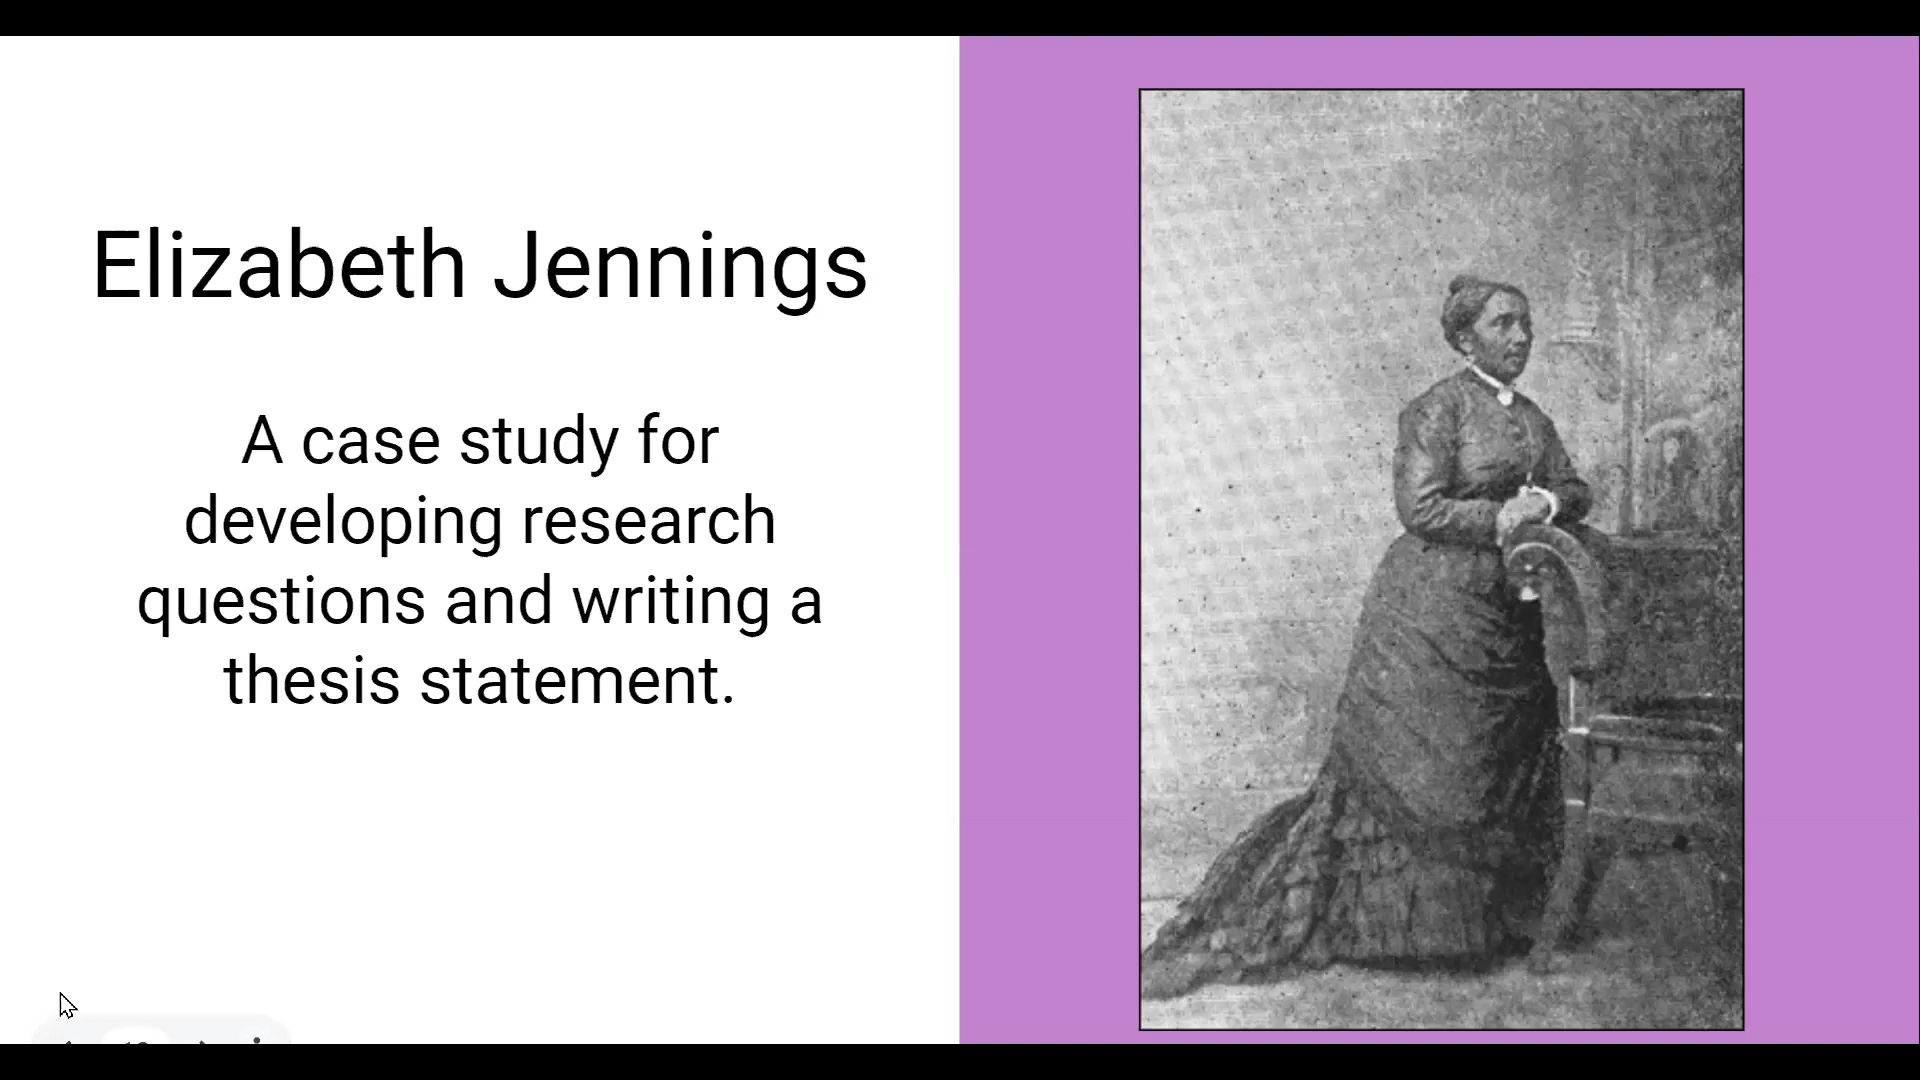 Elizabeth Jennings
A case study for
developing research
questions and writing a
thesis statement.